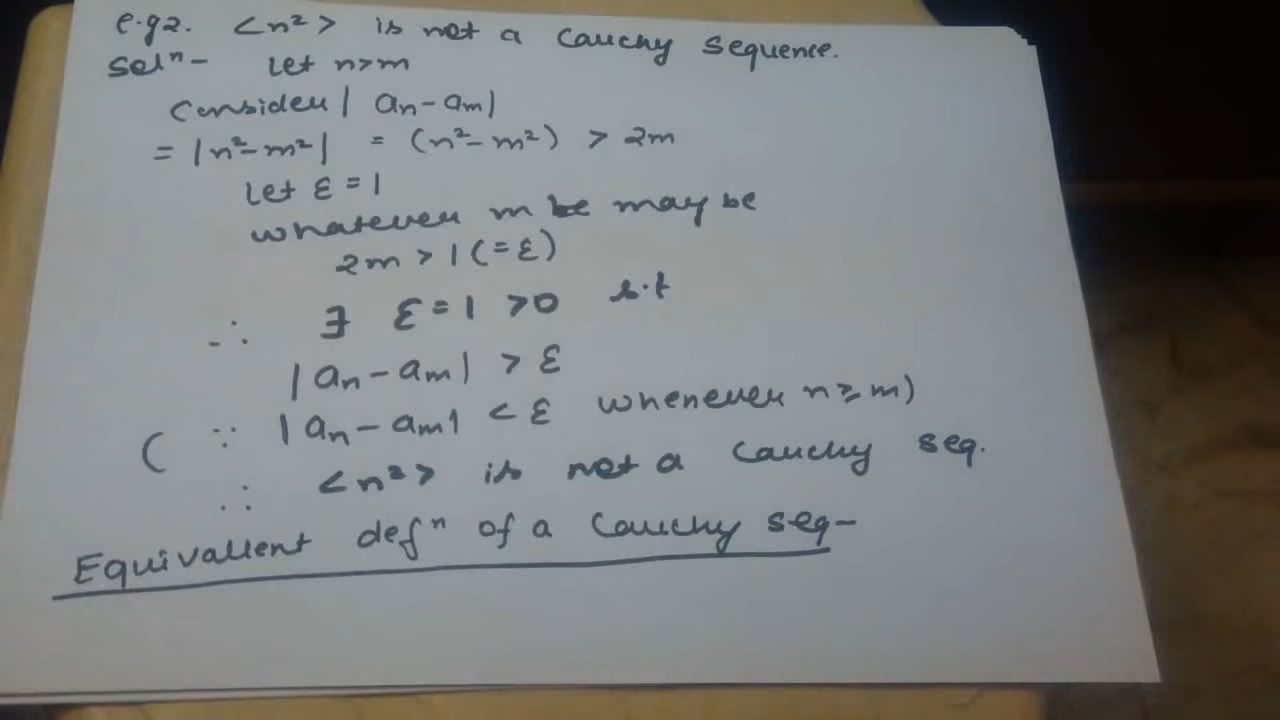 e.g2. <n²> is not a Cauchy sequence.
Solⁿ- Let n>m
Consider | aₙ-aₘ|
= |n²-m²| = (n²-m²) > 2m
Let ε = 1
whatever m be may be
2m > 1 (=ε)
∴ ∃ ε = 1 >0 s.t
|aₙ-aₘ| > ε
( ∵ |aₙ-aₘ| < ε whenever n≥m)
∴ <n²> is not a Cauchy seq.
Equivallent defⁿ of a Cauchy seq-